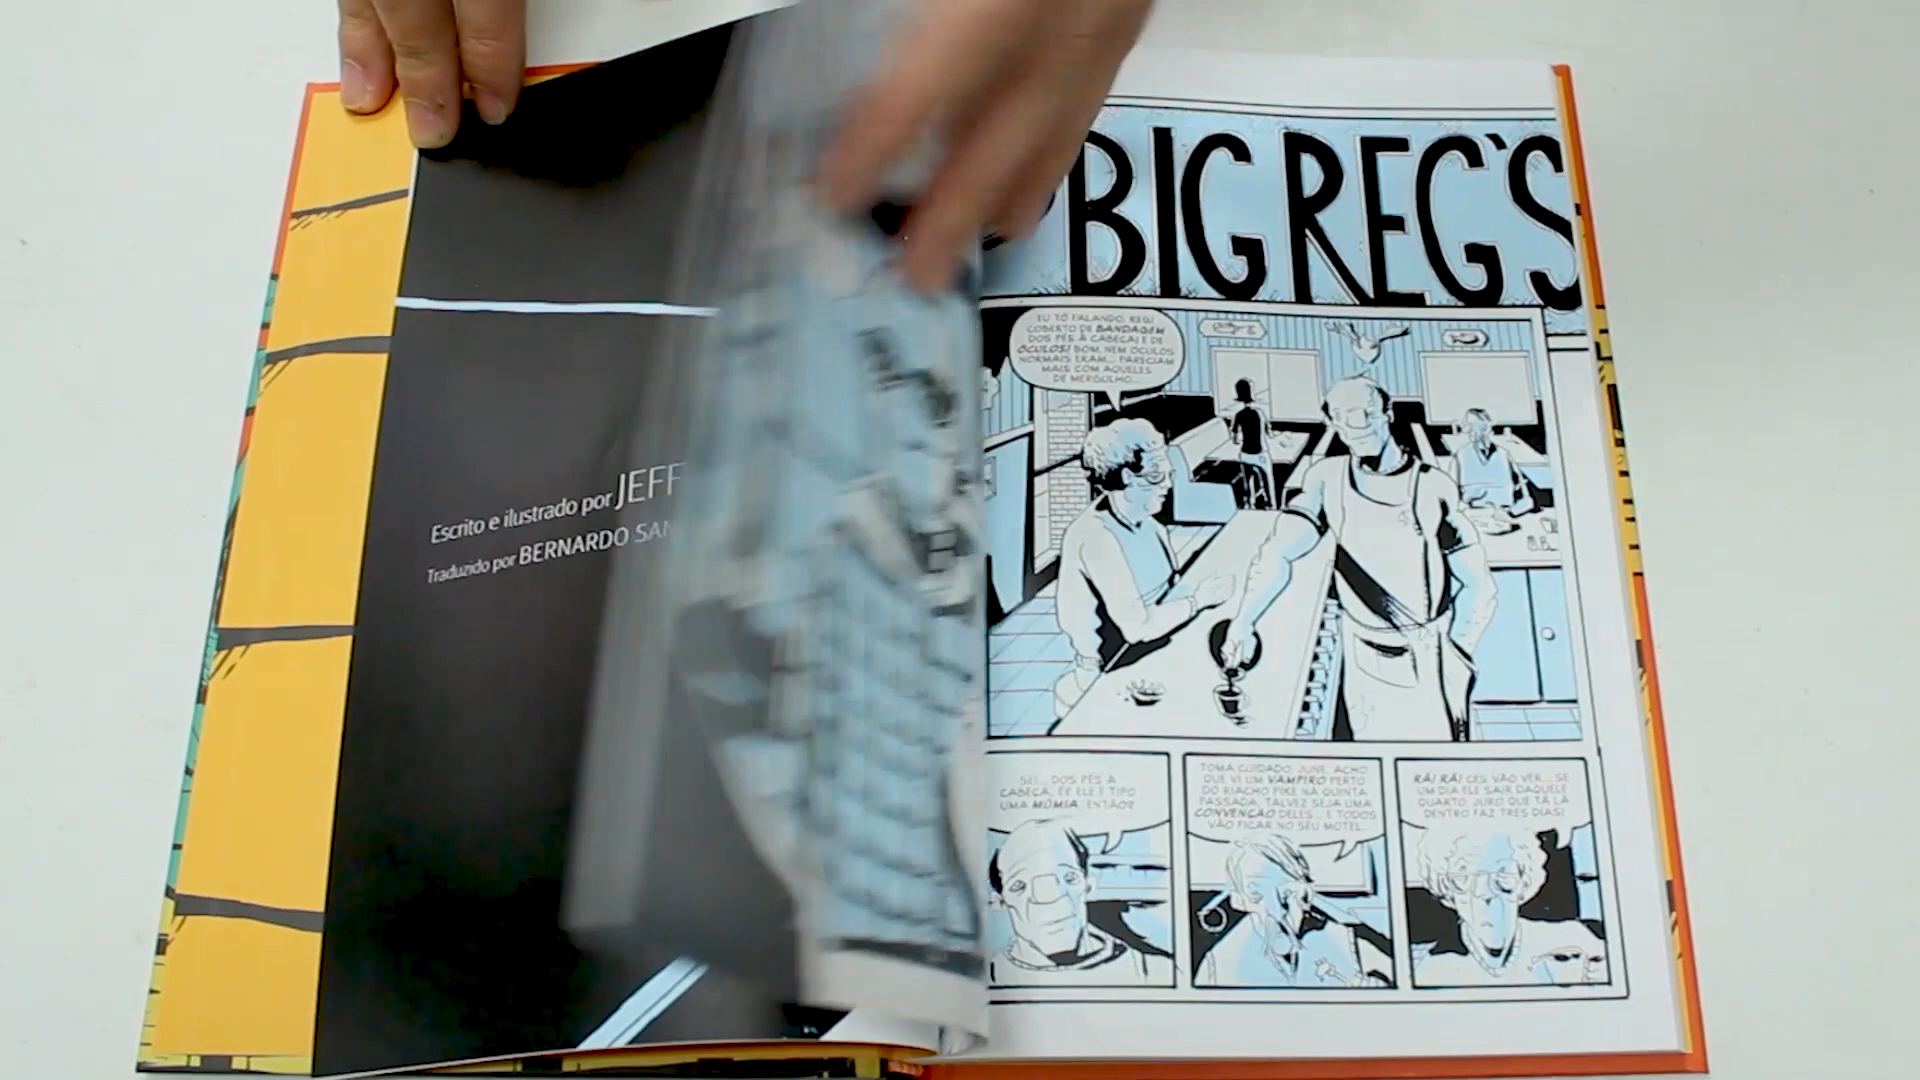 Escrito e ilustrado por JEFF
Traduzido por BERNARDO SAN
BIG REG'S
EU TÔ FALANDO, REG!
COBERTO DE BANDAGEM
DOS PÉS À CABEÇA! E DE
ÓCULOS! BOM, NEM ÓCULOS
NORMAIS ERAM... PARECIAM
MAIS COM AQUELES
DE MERGULHO...
SEI... DOS PÉS À
CABEÇA, É? ELE É TIPO
UMA MÚMIA, ENTÃO?
TOMA CUIDADO, JUNE. ACHO
QUE VI UM VAMPIRO PERTO
DO RIACHO PIKE NA QUINTA
PASSADA. TALVEZ SEJA UMA
CONVENÇÃO DELES... E TODOS
VÃO FICAR NO SEU MOTEL.
RÁ! RÁ! CÊS VÃO VER... SE
UM DIA ELE SAIR DAQUELE
QUARTO. JURO QUE TÁ LÁ
DENTRO FAZ TRÊS DIAS!